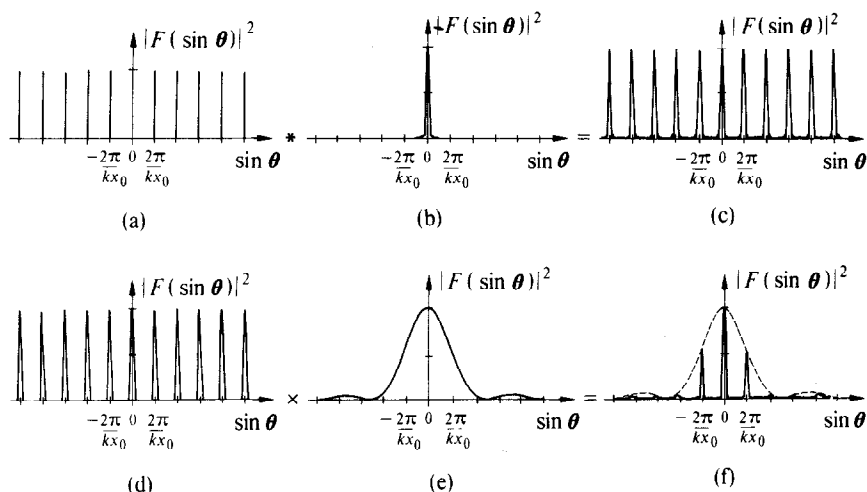 |F(sin θ)|²
|F(sin θ)|²
|F(sin θ)|²
*
=
−2π/kx₀ 0 2π/kx₀ sin θ
−2π/kx₀ 0 2π/kx₀ sin θ
−2π/kx₀ 0 2π/kx₀ sin θ
(a)
(b)
(c)
|F(sin θ)|²
|F(sin θ)|²
|F(sin θ)|²
×
=
−2π/kx₀ 0 2π/kx₀ sin θ
−2π/kx₀ 0 2π/kx₀ sin θ
−2π/kx₀ 0 2π/kx₀ sin θ
(d)
(e)
(f)